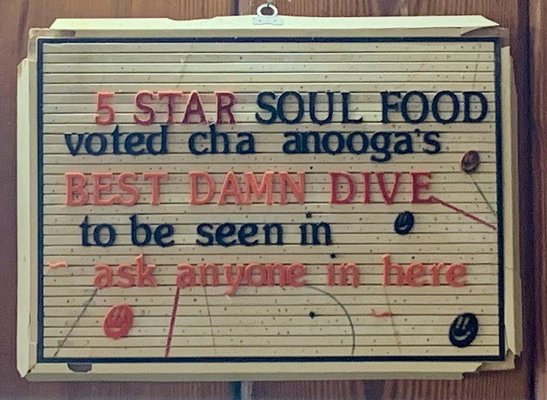 5 STAR SOUL FOOD
voted cha anooga's
BEST DAMN DIVE
to be seen in
ask anyone in here